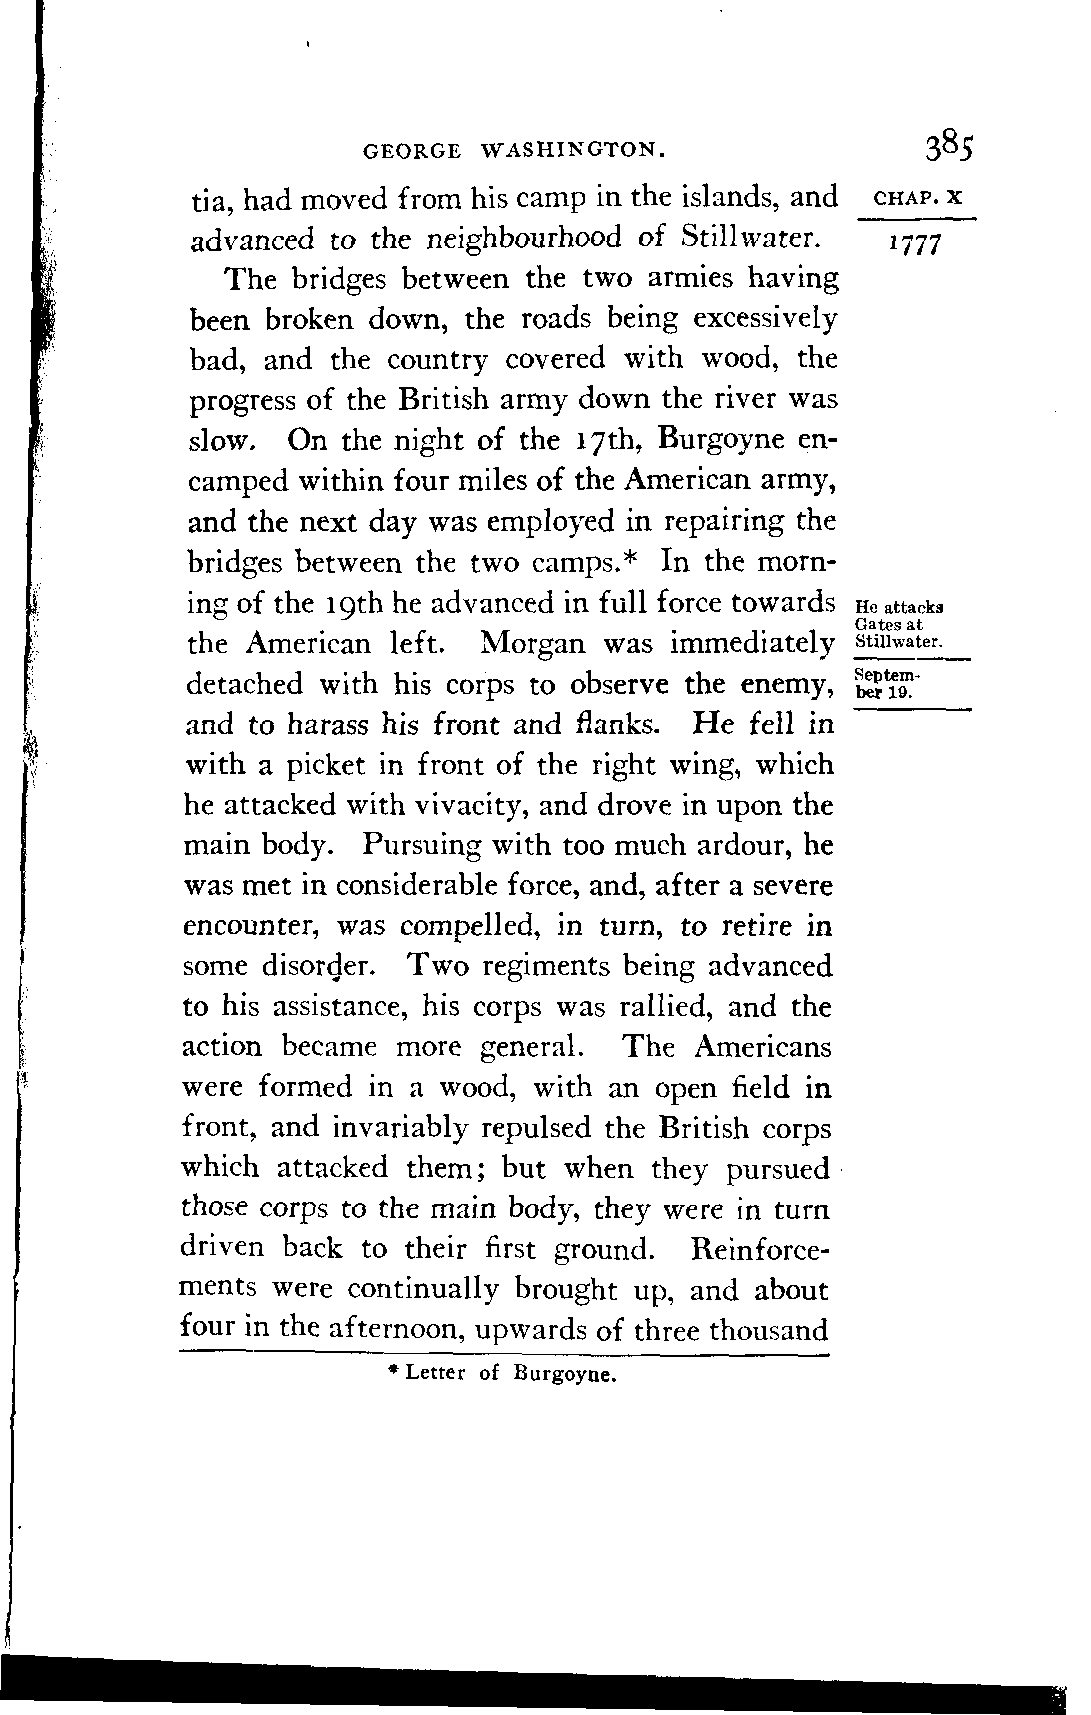 GEORGE WASHINGTON. 385
tia, had moved from his camp in the islands, and
CHAP. X
advanced to the neighbourhood of Stillwater.
1777
The bridges between the two armies having
been broken down, the roads being excessively
bad, and the country covered with wood, the
progress of the British army down the river was
slow. On the night of the 17th, Burgoyne en-
camped within four miles of the American army,
and the next day was employed in repairing the
bridges between the two camps.* In the morn-
ing of the 19th he advanced in full force towards
He attacks
Gates at
the American left. Morgan was immediately
Stillwater.
detached with his corps to observe the enemy,
Septem-
ber 19.
and to harass his front and flanks. He fell in
with a picket in front of the right wing, which
he attacked with vivacity, and drove in upon the
main body. Pursuing with too much ardour, he
was met in considerable force, and, after a severe
encounter, was compelled, in turn, to retire in
some disorder. Two regiments being advanced
to his assistance, his corps was rallied, and the
action became more general. The Americans
were formed in a wood, with an open field in
front, and invariably repulsed the British corps
which attacked them; but when they pursued
those corps to the main body, they were in turn
driven back to their first ground. Reinforce-
ments were continually brought up, and about
four in the afternoon, upwards of three thousand
* Letter of Burgoyne.